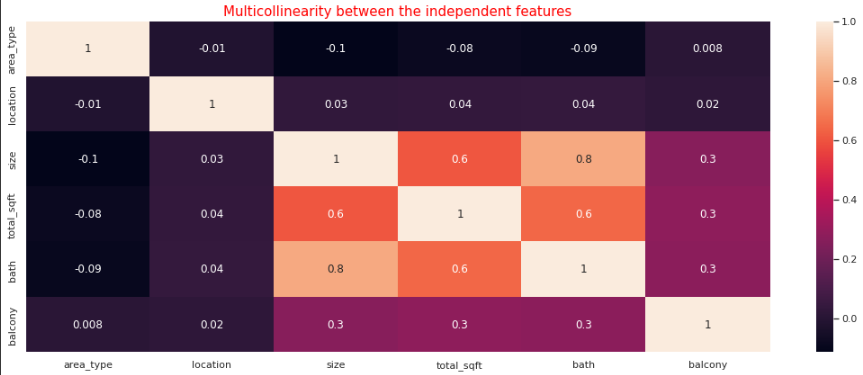 Multicollinearity between the independent features
area_type 1 -0.01 -0.1 -0.08 -0.09 0.008
location -0.01 1 0.03 0.04 0.04 0.02
size -0.1 0.03 1 0.6 0.8 0.3
total_sqft -0.08 0.04 0.6 1 0.6 0.3
bath -0.09 0.04 0.8 0.6 1 0.3
balcony 0.008 0.02 0.3 0.3 0.3 1
area_type location size total_sqft bath balcony
1.0
0.8
0.6
0.4
0.2
0.0